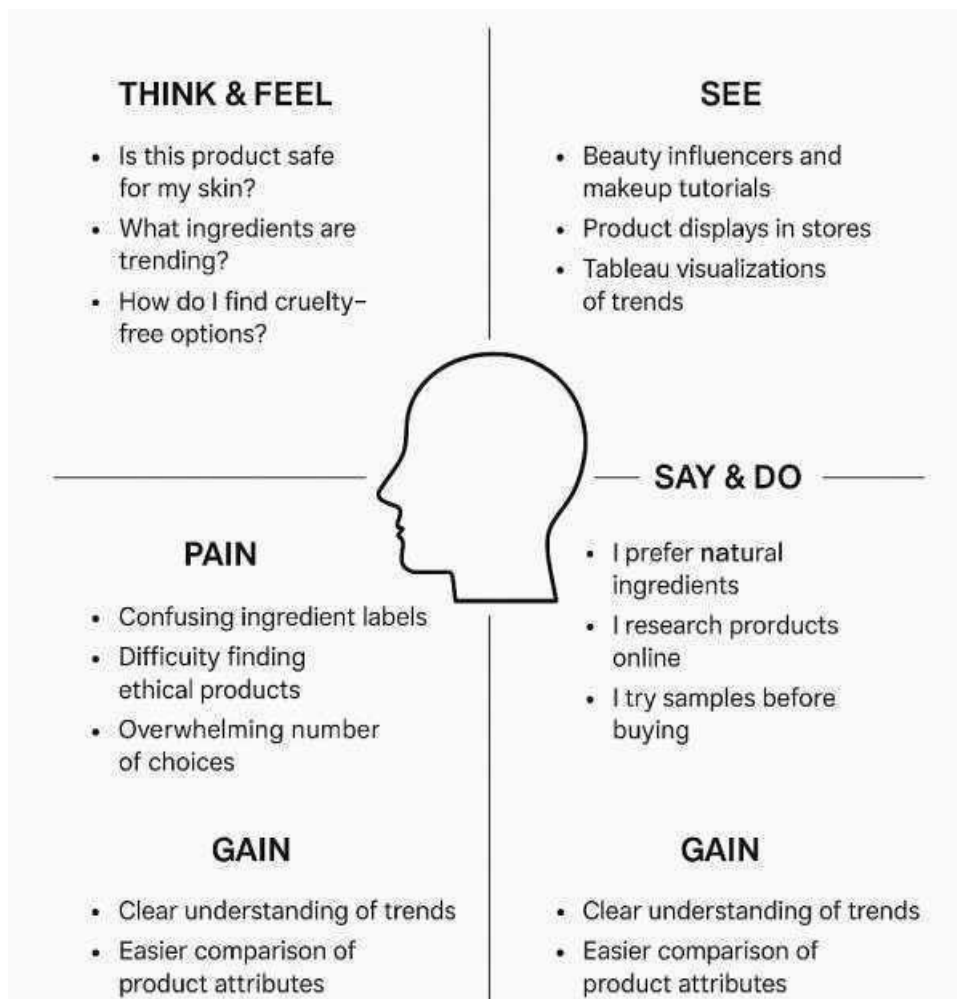 THINK & FEEL
• Is this product safe
for my skin?
• What ingredients are
trending?
• How do I find cruelty–
free options?
SEE
• Beauty influencers and
makeup tutorials
• Product displays in stores
• Tableau visualizations
of trends
PAIN
• Confusing ingredient labels
• Difficuity finding
ethical products
• Overwhelming number
of choices
SAY & DO
• I prefer natural
ingredients
• I research prorducts
online
• I try samples before
buying
GAIN
• Clear understanding of trends
• Easier comparison of
product attributes
GAIN
• Clear understanding of trends
• Easier comparison of
product attributes